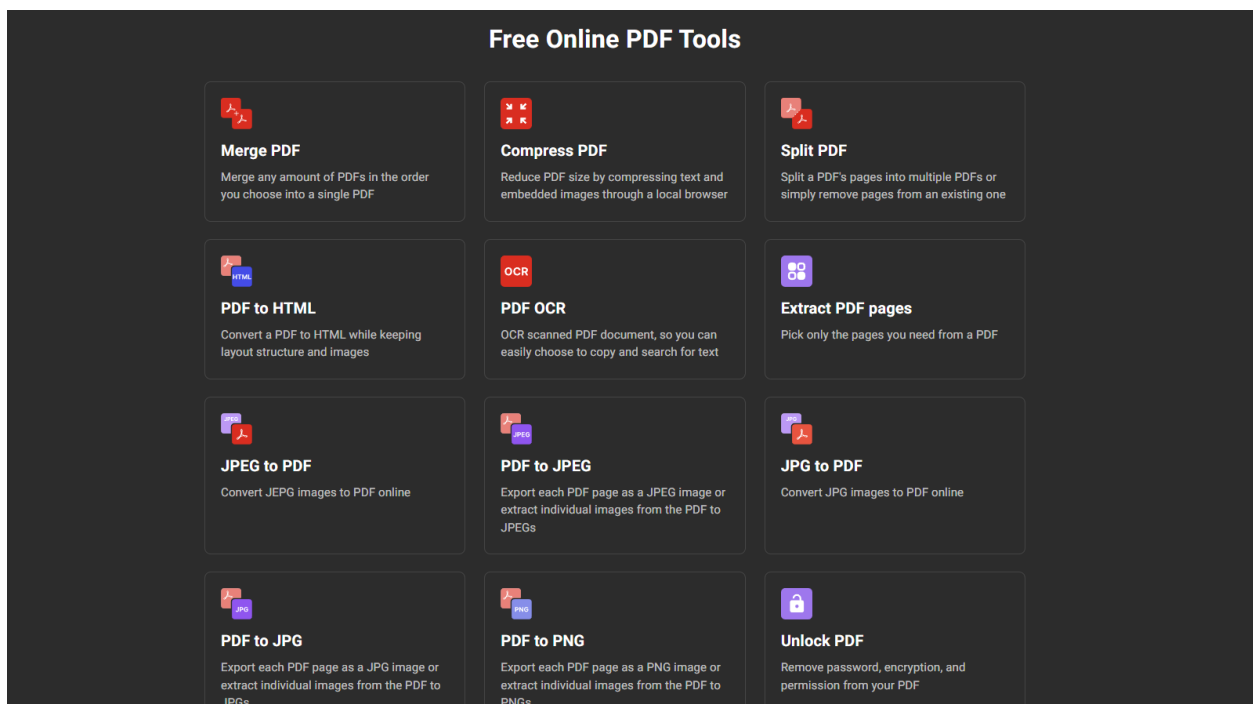 Free Online PDF Tools
Merge PDF
Merge any amount of PDFs in the order
you choose into a single PDF
Compress PDF
Reduce PDF size by compressing text and
embedded images through a local browser
Split PDF
Split a PDF's pages into multiple PDFs or
simply remove pages from an existing one
HTML
PDF to HTML
Convert a PDF to HTML while keeping
layout structure and images
OCR
PDF OCR
OCR scanned PDF document, so you can
easily choose to copy and search for text
Extract PDF pages
Pick only the pages you need from a PDF
JPEG
JPEG to PDF
Convert JEPG images to PDF online
JPEG
PDF to JPEG
Export each PDF page as a JPEG image or
extract individual images from the PDF to
JPEGs
JPG
JPG to PDF
Convert JPG images to PDF online
JPG
PDF to JPG
Export each PDF page as a JPG image or
extract individual images from the PDF to
JPGs
PNG
PDF to PNG
Export each PDF page as a PNG image or
extract individual images from the PDF to
PNGs
Unlock PDF
Remove password, encryption, and
permission from your PDF